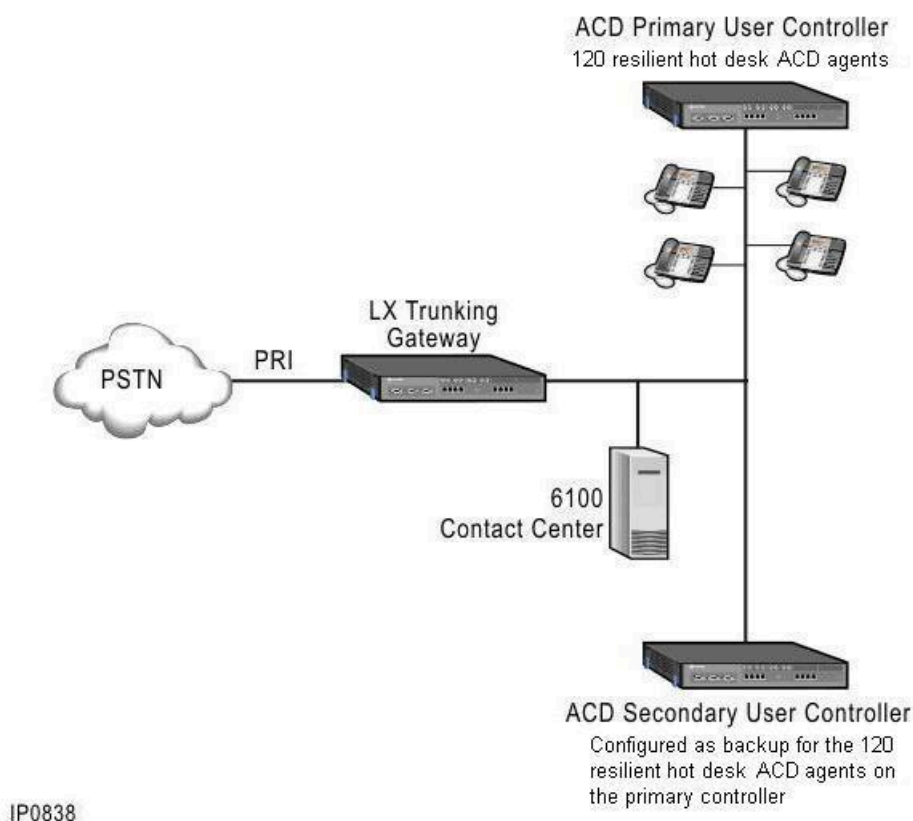 ACD Primary User Controller
120 resilient hot desk ACD agents
LX Trunking
Gateway
PSTN
PRI
6100
Contact Center
ACD Secondary User Controller
Configured as backup for the 120
resilient hot desk ACD agents on
the primary controller
IP0838